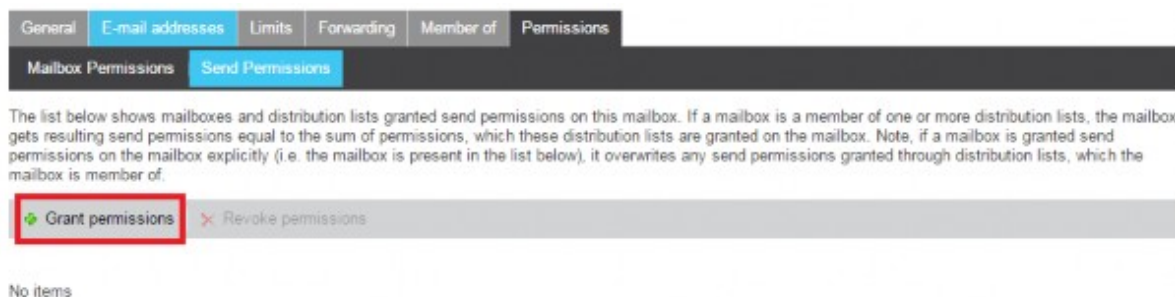 General E-mail addresses Limits Forwarding Member of Permissions
Mailbox Permissions Send Permissions
The list below shows mailboxes and distribution lists granted send permissions on this mailbox. If a mailbox is a member of one or more distribution lists, the mailbox
gets resulting send permissions equal to the sum of permissions, which these distribution lists are granted on the mailbox. Note, if a mailbox is granted send
permissions on the mailbox explicitly (i.e. the mailbox is present in the list below), it overwrites any send permissions granted through distribution lists, which the
mailbox is member of.
Grant permissions Revoke permissions
No items